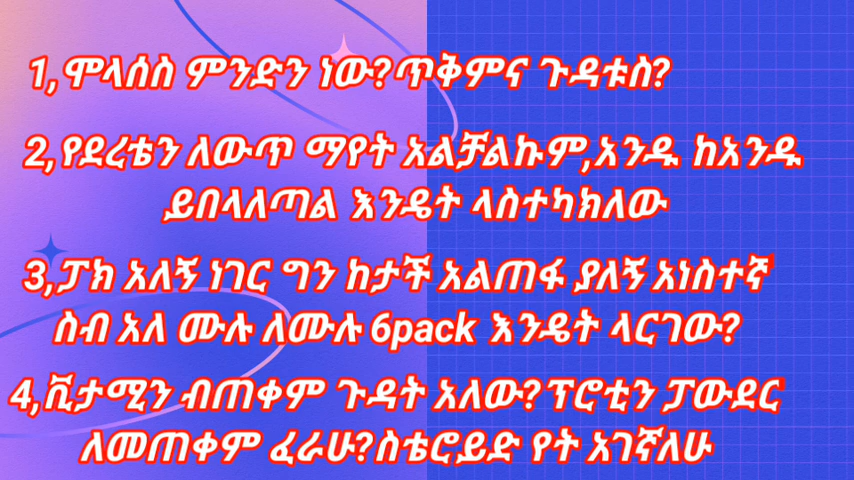 1,ሞላሰስ ምንድን ነው?ጥቅምና ጉዳቱስ?
2,የደረቴን ለውጥ ማየት አልቻልኩም,አንዱ ከአንዱ
ይበላለጣል እንዴት ላስተካክለው
3,ፓክ አለኝ ነገር ግን ከታች አልጠፋ ያለኝ አነስተኛ
ስብ አለ ሙሉ ለሙሉ 6pack እንዴት ላርገው?
4,ቪታሚን ብጠቀም ጉዳት አለው?ፕሮቲን ፓውደር
ለመጠቀም ፈራሁ?ስቴሮይድ የት አገኛለሁ